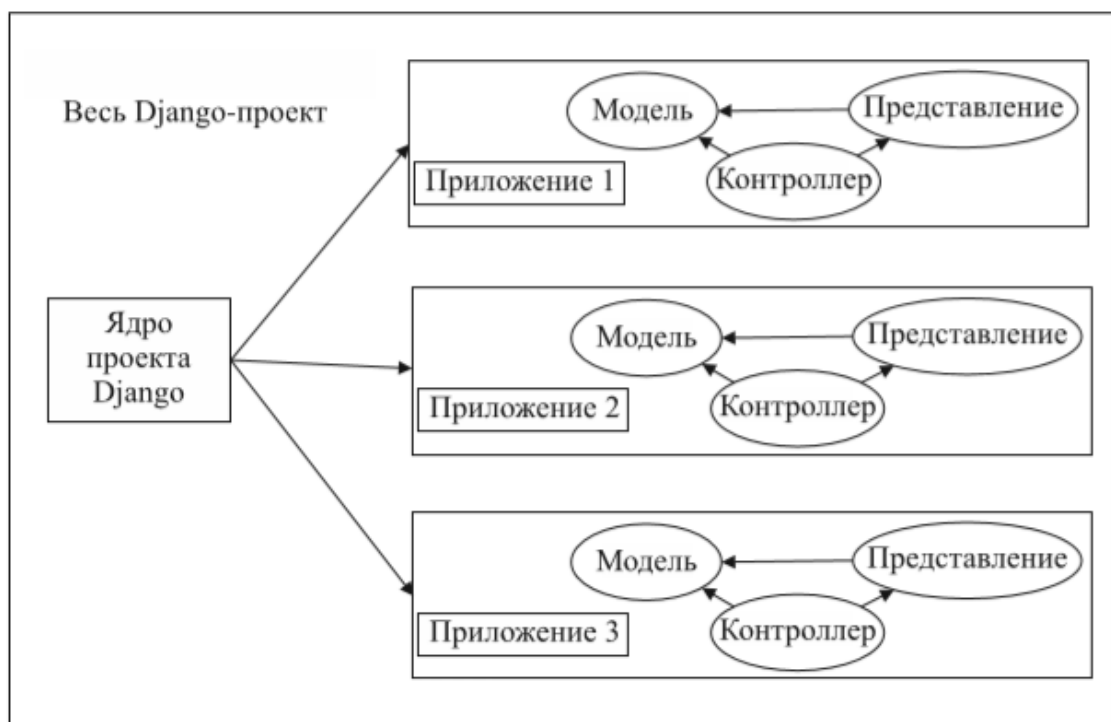 Весь Django-проект
Модель
Представление
Контроллер
Приложение 1
Ядро
проекта
Django
Модель
Представление
Контроллер
Приложение 2
Модель
Представление
Контроллер
Приложение 3